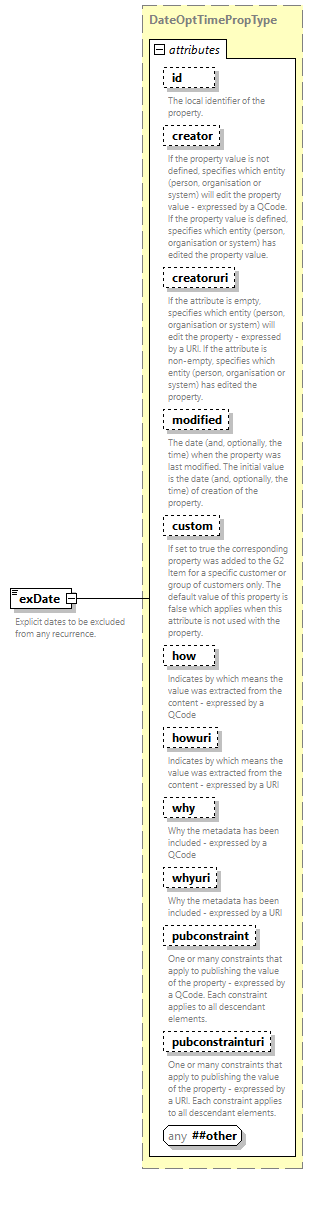 DateOptTimePropType
attributes
id
The local identifier of the
property.
creator
If the property value is not
defined, specifies which entity
(person, organisation or
system) will edit the property
value - expressed by a QCode.
If the property value is defined,
specifies which entity (person,
organisation or system) has
edited the property value.
creatoruri
If the attribute is empty,
specifies which entity (person,
organisation or system) will
edit the property - expressed
by a URI. If the attribute is
non-empty, specifies which
entity (person, organisation or
system) has edited the
property.
modified
The date (and, optionally, the
time) when the property was
last modified. The initial value
is the date (and, optionally, the
time) of creation of the
property.
custom
If set to true the corresponding
property was added to the G2
Item for a specific customer or
group of customers only. The
default value of this property is
false which applies when this
attribute is not used with the
property.
exDate
Explicit dates to be excluded
from any recurrence.
how
Indicates by which means the
value was extracted from the
content - expressed by a
QCode
howuri
Indicates by which means the
value was extracted from the
content - expressed by a URI
why
Why the metadata has been
included - expressed by a
QCode
whyuri
Why the metadata has been
included - expressed by a URI
pubconstraint
One or many constraints that
apply to publishing the value
of the property - expressed by
a QCode. Each constraint
applies to all descendant
elements.
pubconstrainturi
One or many constraints that
apply to publishing the value
of the property - expressed by
a URI. Each constraint applies
to all descendant elements.
any ##other